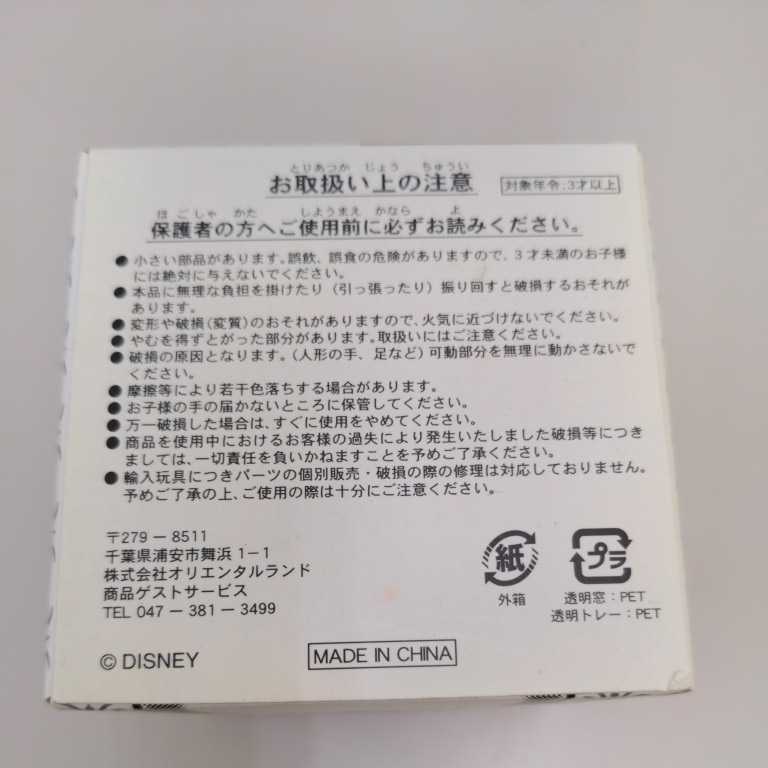 とりあつか じょう ちゅうい
お取扱い上の注意
対象年令:3才以上
ほごしゃ かた しようまえ かなら よ
保護者の方へご使用前に必ずお読みください。
● 小さい部品があります。誤飲、誤食の危険がありますので、3才未満のお子様
には絶対に与えないでください。
● 本品に無理な負担を掛けたり(引っ張ったり)振り回すと破損するおそれが
あります。
● 変形や破損(変質)のおそれがありますので、火気に近づけないでください。
● やむを得ずとがった部分があります。取扱いにはご注意ください。
● 破損の原因となります。(人形の手、足など)可動部分を無理に動かさないで
ください。
● 摩擦等により若干色落ちする場合があります。
● お子様の手の届かないところに保管してください。
● 万一破損した場合は、すぐに使用をやめてください。
● 商品を使用中におけるお客様の過失により発生いたしました破損等につき
ましては、一切責任を負いかねますことを予めご了承ください。
● 輸入玩具につきパーツの個別販売・破損の際の修理は対応しておりません。
予めご了承の上、ご使用の際は十分にご注意ください。
〒279-8511
千葉県浦安市舞浜1-1
株式会社オリエンタルランド
商品ゲストサービス
TEL 047-381-3499
紙
外箱
プラ
透明窓:PET
透明トレー:PET
© DISNEY
MADE IN CHINA